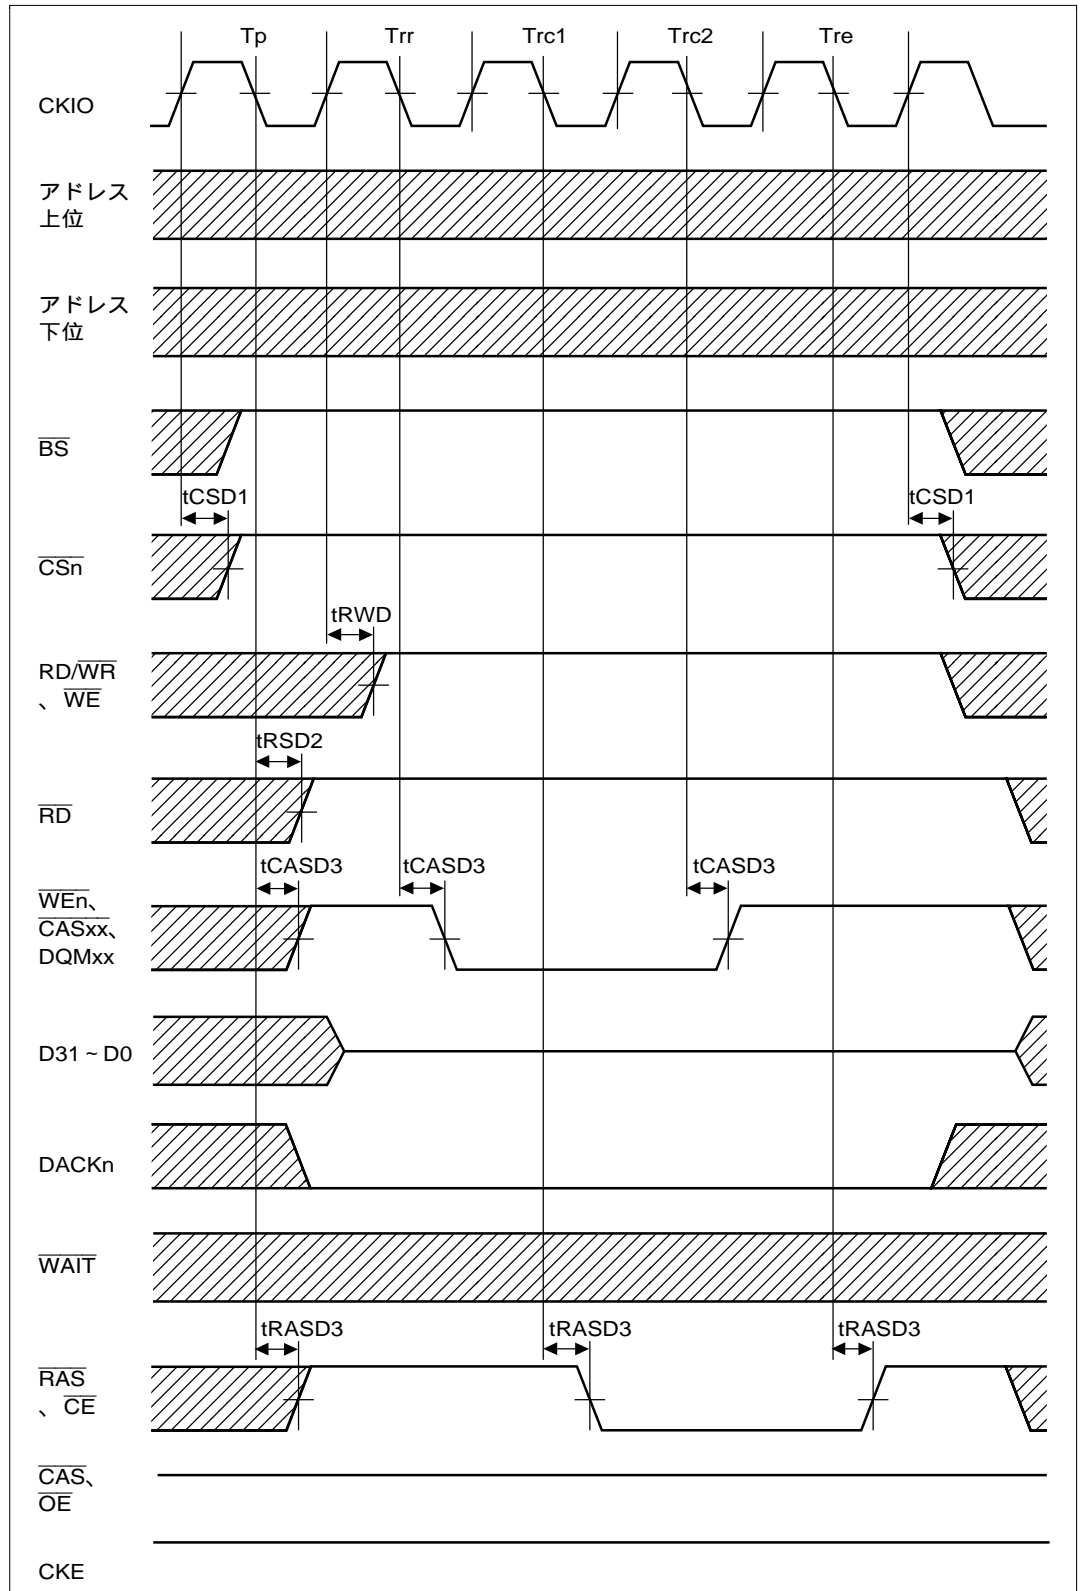 Tp Trr Trc1 Trc2 Tre
CKIO
アドレス
上位
アドレス
下位
BS
tCSD1 tCSD1
CSn
tRWD
RD/WR
、WE
tRSD2
RD
tCASD3 tCASD3 tCASD3
WEn、
CASxx、
DQMxx
D31 ~ D0
DACKn
WAIT
tRASD3 tRASD3 tRASD3
RAS
、CE
CAS、
OE
CKE